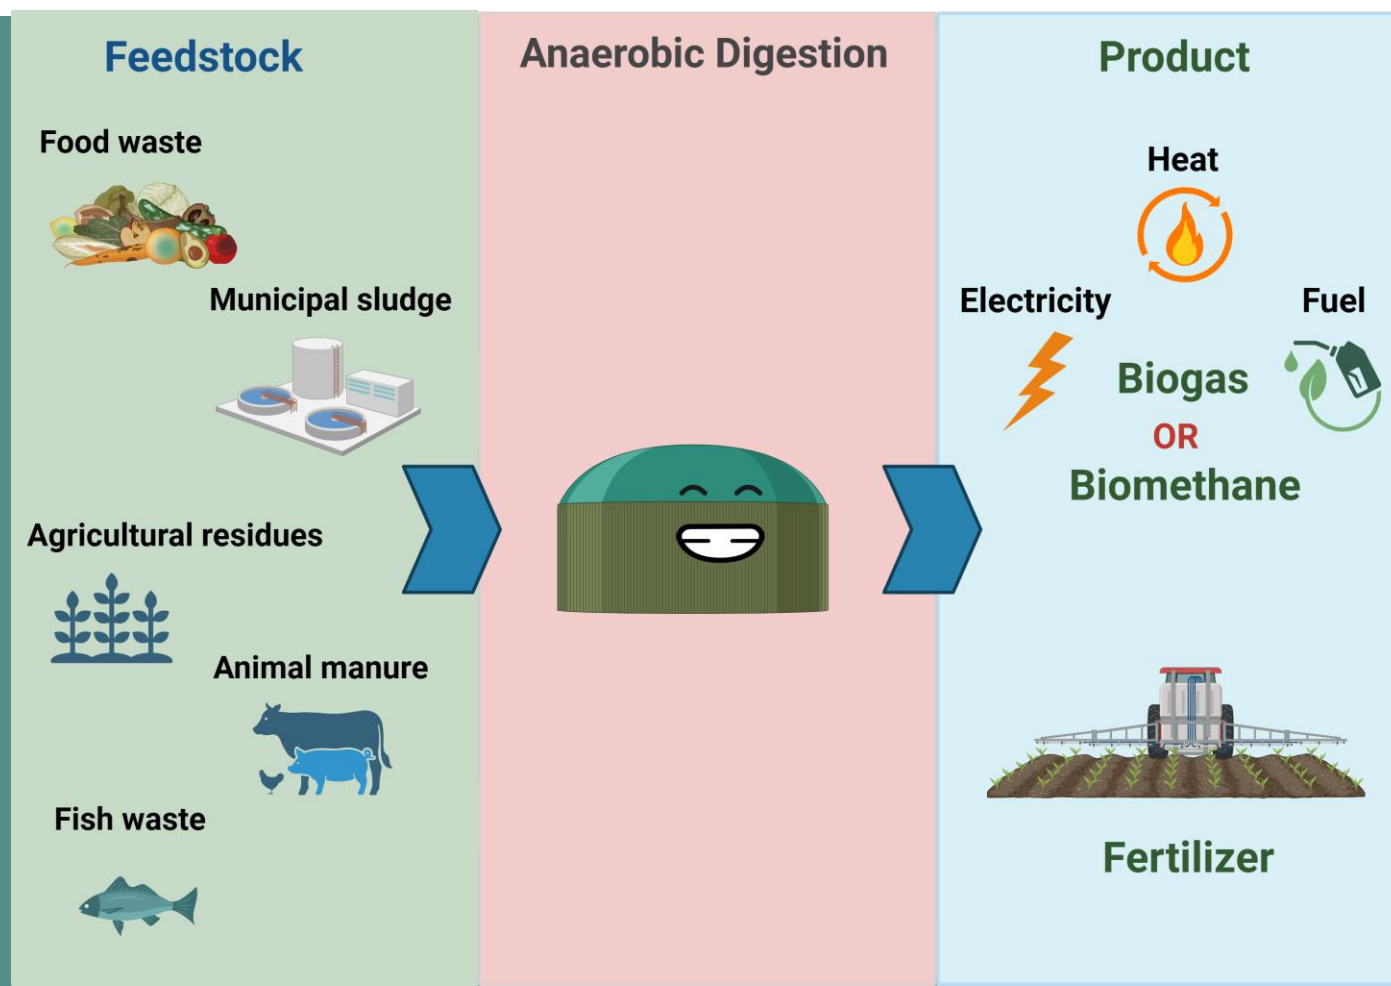 Feedstock
Food waste
Municipal sludge
Agricultural residues
Animal manure
Fish waste
Anaerobic Digestion
Product
Heat
Electricity
Fuel
Biogas
OR
Biomethane
Fertilizer